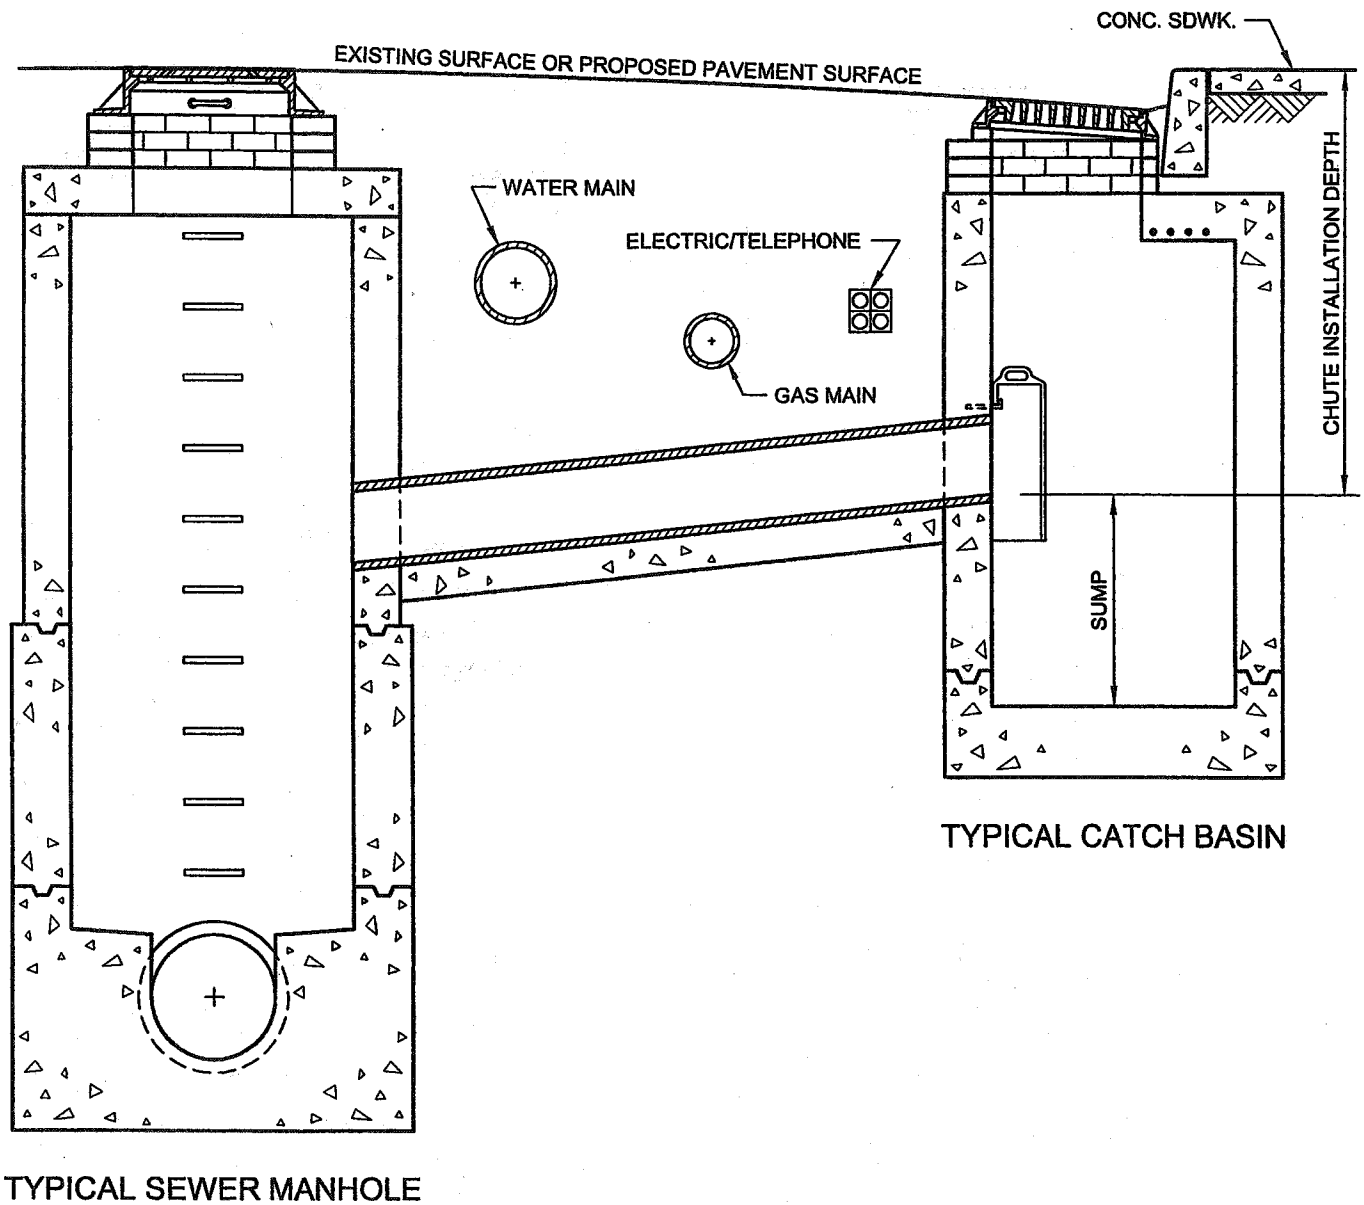 CONC. SDWK.
EXISTING SURFACE OR PROPOSED PAVEMENT SURFACE
WATER MAIN
ELECTRIC/TELEPHONE
GAS MAIN
CHUTE INSTALLATION DEPTH
SUMP
TYPICAL CATCH BASIN
TYPICAL SEWER MANHOLE